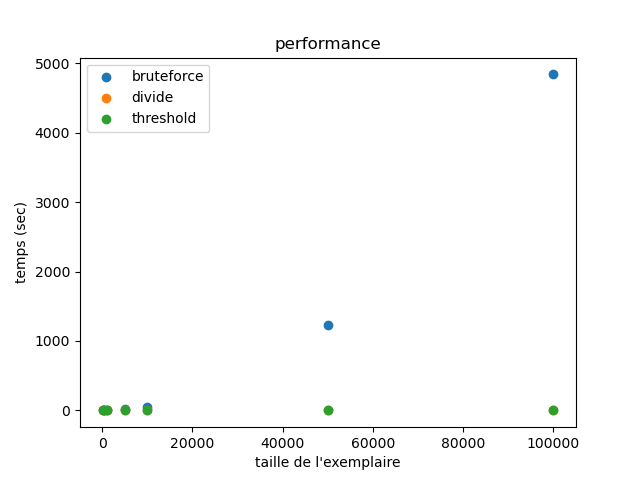 performance
bruteforce
divide
threshold
5000
4000
3000
2000
1000
0
temps (sec)
0 20000 40000 60000 80000 100000
taille de l'exemplaire